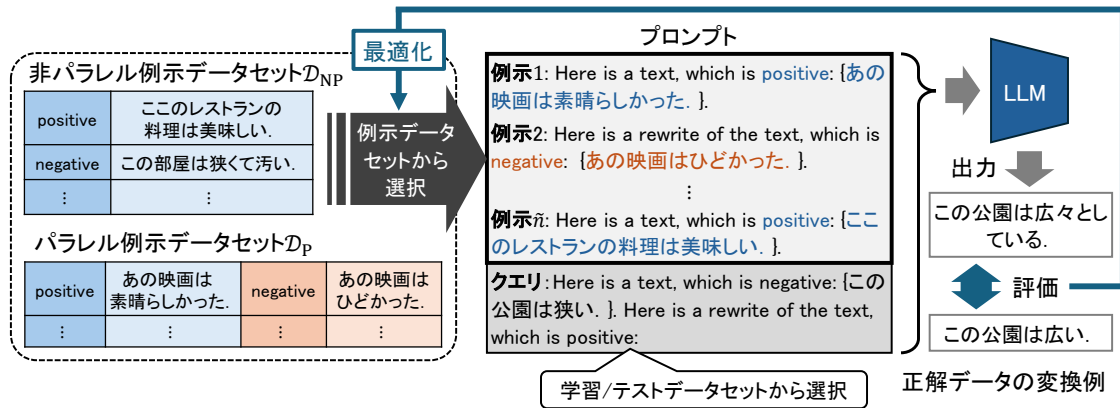 最適化
非パラレル例示データセット𝒟NP
positive
ここのレストランの
料理は美味しい.
negative
この部屋は狭くて汚い.
⋮
⋮
パラレル例示データセット𝒟P
positive
あの映画は
素晴らしかった.
negative
あの映画は
ひどかった.
⋮
⋮
⋮
⋮
例示データ
セットから
選択
プロンプト
例示1: Here is a text, which is positive: {あの
映画は素晴らしかった. }.
例示2: Here is a rewrite of the text, which is
negative: {あの映画はひどかった. }.
⋮
例示ñ: Here is a text, which is positive: {ここ
のレストランの料理は美味しい. }.
クエリ: Here is a text, which is negative: {この
公園は狭い. }. Here is a rewrite of the text,
which is positive:
学習/テストデータセットから選択
LLM
出力
この公園は広々とし
ている.
評価
この公園は広い.
正解データの変換例